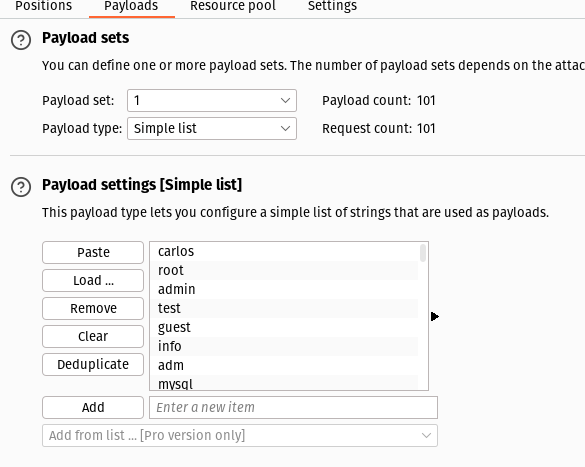 Positions Payloads Resource pool Settings
Payload sets
You can define one or more payload sets. The number of payload sets depends on the attac
Payload set: 1 Payload count: 101
Payload type: Simple list Request count: 101
Payload settings [Simple list]
This payload type lets you configure a simple list of strings that are used as payloads.
Paste
Load ...
Remove
Clear
Deduplicate
carlos
root
admin
test
guest
info
adm
mysql
Add Enter a new item
Add from list ... [Pro version only]